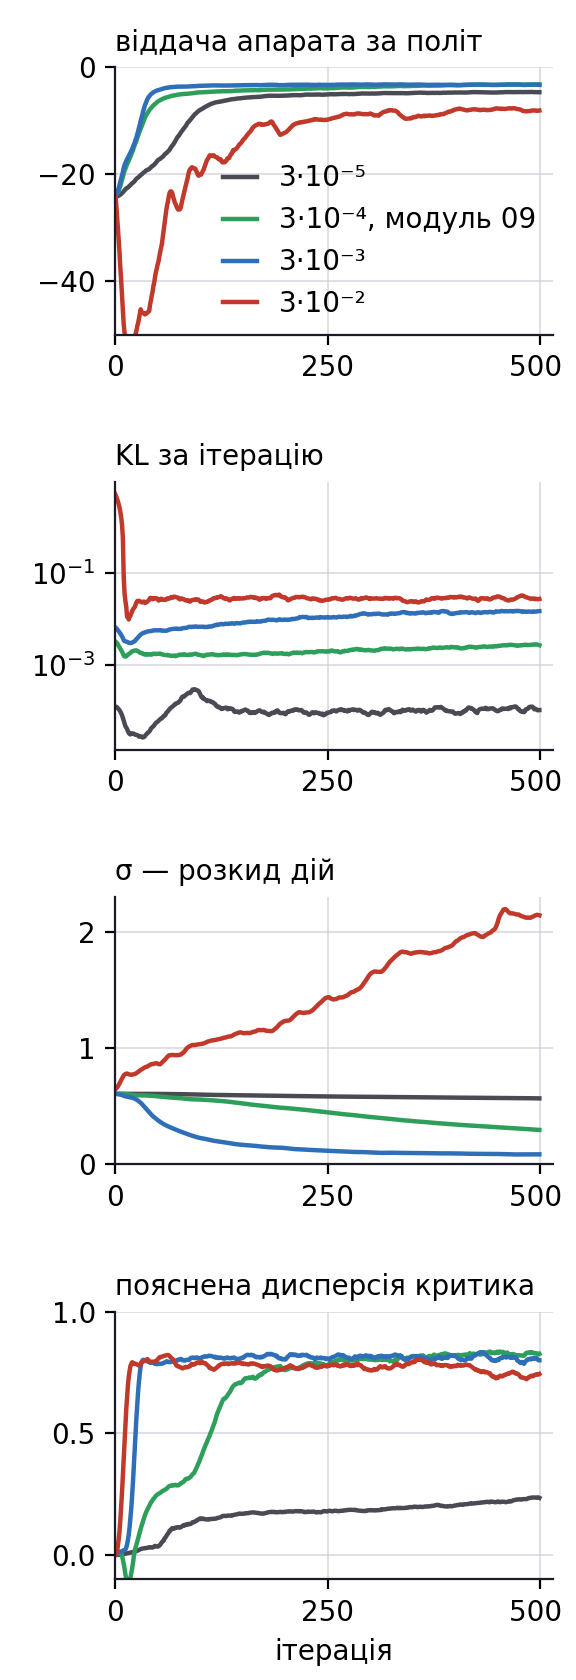 віддача апарата за політ
0
−20
−40
3·10⁻⁵
3·10⁻⁴, модуль 09
3·10⁻³
3·10⁻²
0 250 500
KL за ітерацію
10⁻¹
10⁻³
0 250 500
σ — розкид дій
2
1
0
0 250 500
пояснена дисперсія критика
1.0
0.5
0.0
0 250 500
ітерація